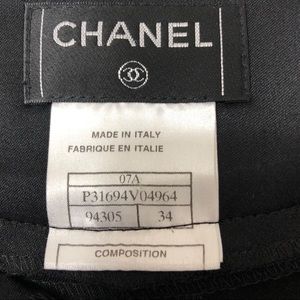 CHANEL
MADE IN ITALY
FABRIQUE EN ITALIE
07A
P31694V04964
94305 34
COMPOSITION